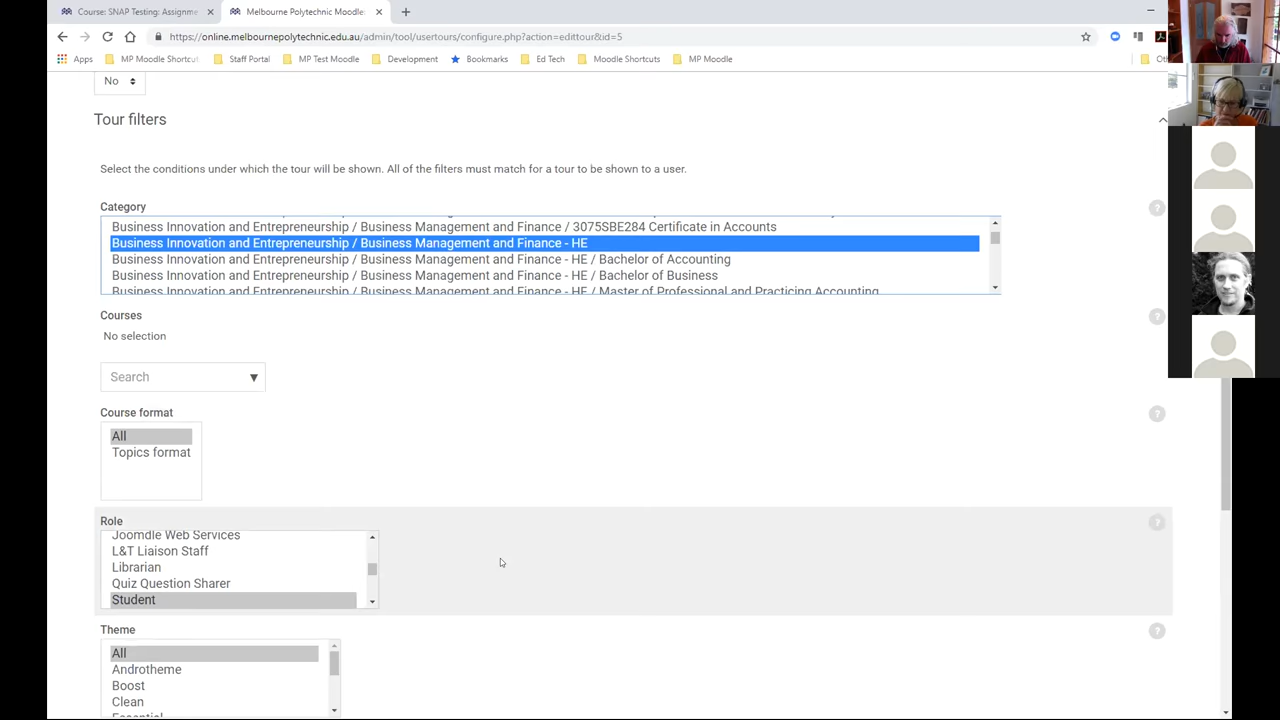 Course: SNAP Testing: Assignme
Melbourne Polytechnic Moodle:
https://online.melbournepolytechnic.edu.au/admin/tool/usertours/configure.php?action=edittour&id=5
Apps MP Moodle Shortcut Staff Portal MP Test Moodle Development Bookmarks Ed Tech Moodle Shortcuts MP Moodle
No
Tour filters
Select the conditions under which the tour will be shown. All of the filters must match for a tour to be shown to a user.
Category
Business Innovation and Entrepreneurship / Business Management and Finance / 3075SBE284 Certificate in Accounts
Business Innovation and Entrepreneurship / Business Management and Finance - HE
Business Innovation and Entrepreneurship / Business Management and Finance - HE / Bachelor of Accounting
Business Innovation and Entrepreneurship / Business Management and Finance - HE / Bachelor of Business
Business Innovation and Entrepreneurship / Business Management and Finance - HE / Master of Professional and Practicing Accounting
Courses
No selection
Search
Course format
All
Topics format
Role
Joomdle Web Services
L&T Liaison Staff
Librarian
Quiz Question Sharer
Student
Theme
All
Androtheme
Boost
Clean
Essential